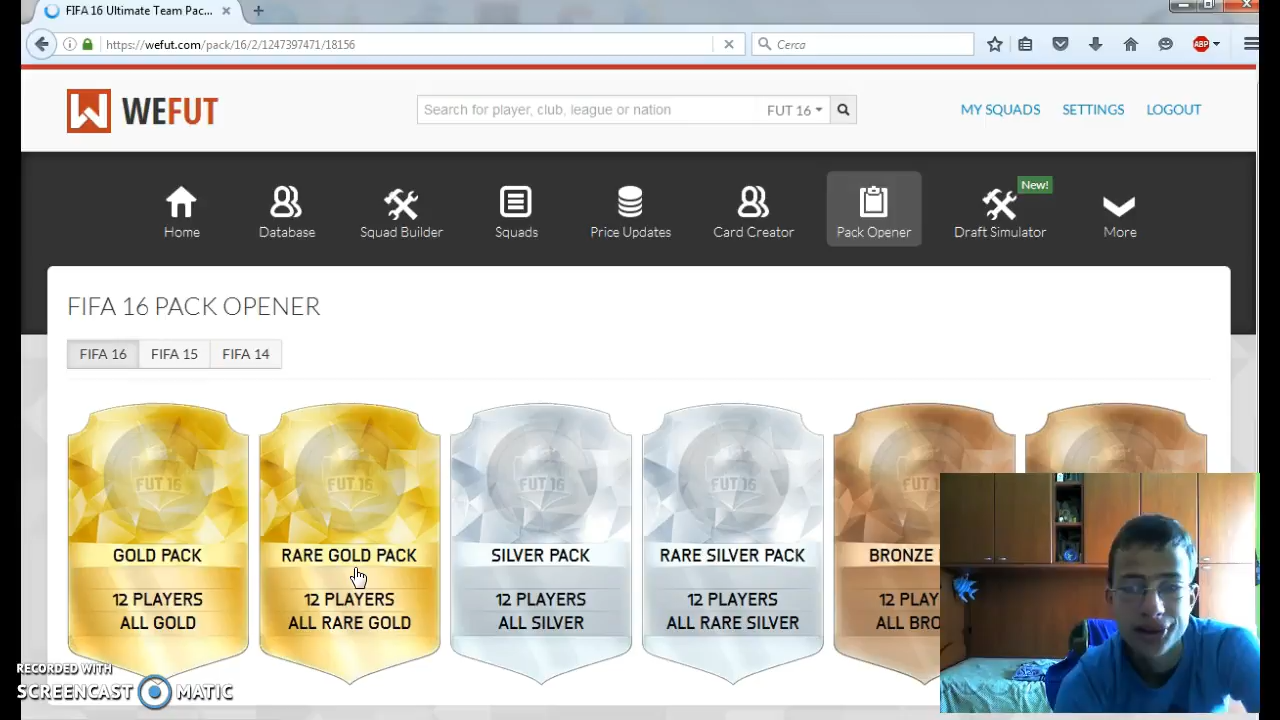 FIFA 16 Ultimate Team Pac...
https://wefut.com/pack/16/2/1247397471/18156
Cerca
ABP
WEFUT
Search for player, club, league or nation
FUT 16
MY SQUADS
SETTINGS
LOGOUT
New!
Home
Database
Squad Builder
Squads
Price Updates
Card Creator
Pack Opener
Draft Simulator
More
FIFA 16 PACK OPENER
FIFA 16
FIFA 15
FIFA 14
FUT 16
GOLD PACK
12 PLAYERS
ALL GOLD
FUT 16
RARE GOLD PACK
12 PLAYERS
ALL RARE GOLD
FUT 16
SILVER PACK
12 PLAYERS
ALL SILVER
FUT 16
RARE SILVER PACK
12 PLAYERS
ALL RARE SILVER
FUT
BRONZE
12 PLAY
ALL BRO
RECORDED WITH
SCREENCAST MATIC